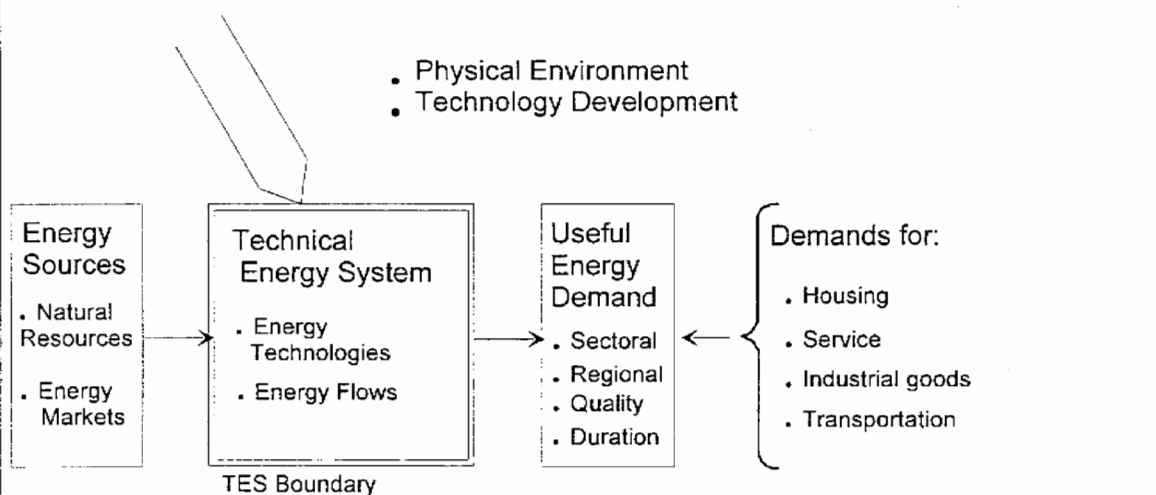 . Physical Environment
. Technology Development
Energy
Sources
. Natural
Resources
. Energy
Markets
Technical
Energy System
. Energy
Technologies
. Energy Flows
TES Boundary
Useful
Energy
Demand
. Sectoral
. Regional
. Quality
. Duration
Demands for:
. Housing
. Service
. Industrial goods
. Transportation